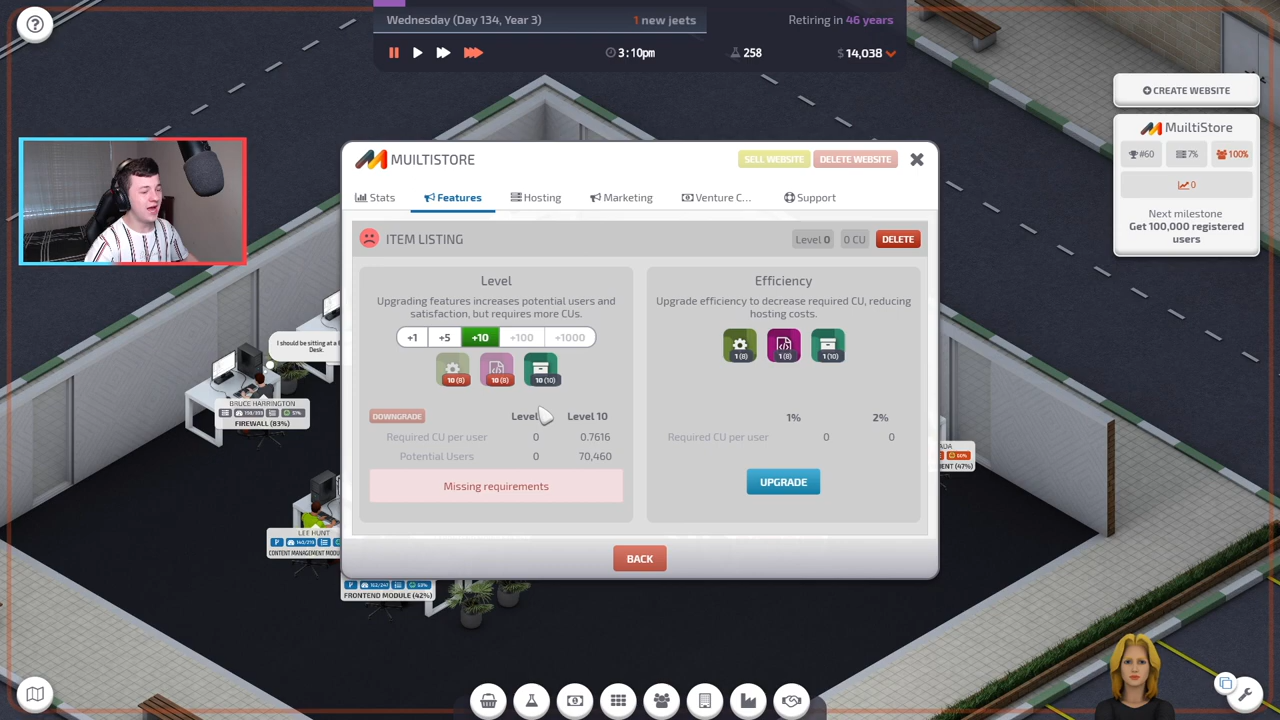 Wednesday (Day 134, Year 3)
1 new jeets
Retiring in 46 years
3:10pm
258
$ 14,038
CREATE WEBSITE
MuiltiStore
#60
7%
100%
0
Next milestone
Get 100,000 registered
users
MUILTISTORE
SELL WEBSITE
DELETE WEBSITE
Stats
Features
Hosting
Marketing
Venture C...
Support
ITEM LISTING
Level 0
0 CU
DELETE
Level
Upgrading features increases potential users and
satisfaction, but requires more CUs.
+1
+5
+10
+100
+1000
10 (8)
10 (8)
10 (10)
DOWNGRADE
Level
Level 10
Required CU per user
0
0.7616
Potential Users
0
70,460
Missing requirements
Efficiency
Upgrade efficiency to decrease required CU, reducing
hosting costs.
1 (8)
1 (8)
1 (10)
1%
2%
Required CU per user
0
0
UPGRADE
BACK
I should be sitting at a
Desk.
BRUCE HARRINGTON
FIREWALL (83%)
LEE HUNT
CONTENT MANAGEMENT MODU
FRONTEND MODULE (42%)
ENT (47%)